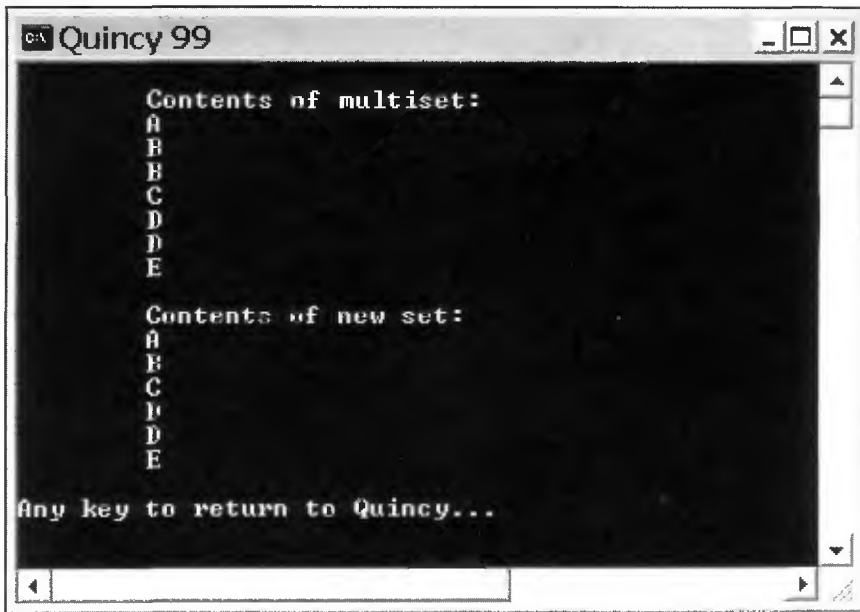 Quincy 99
Contents of multiset:
A
B
B
C
D
D
E
Contents of new set:
A
B
C
D
D
E
Any key to return to Quincy...